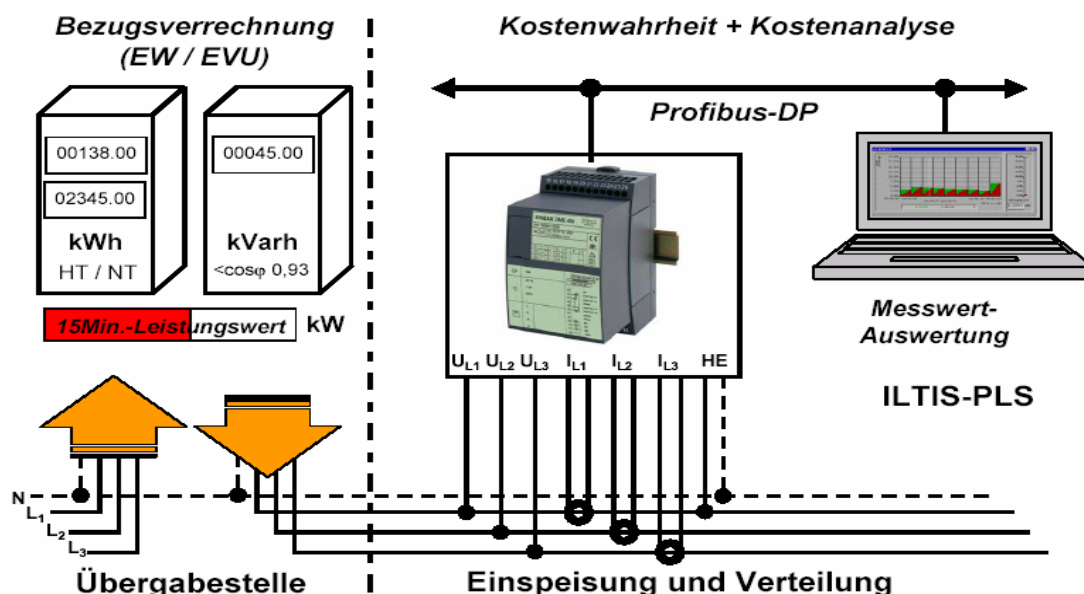 Bezugsverrechnung
(EW / EVU)
00138.00
02345.00
kWh
HT / NT
00045.00
kVarh
<cosφ 0,93
15Min.-Leistungswert kW
N
L1
L2
L3
Übergabestelle
Kostenwahrheit + Kostenanalyse
Profibus-DP
UL1 UL2 UL3 IL1 IL2 IL3 HE
Messwert-
Auswertung
ILTIS-PLS
Einspeisung und Verteilung